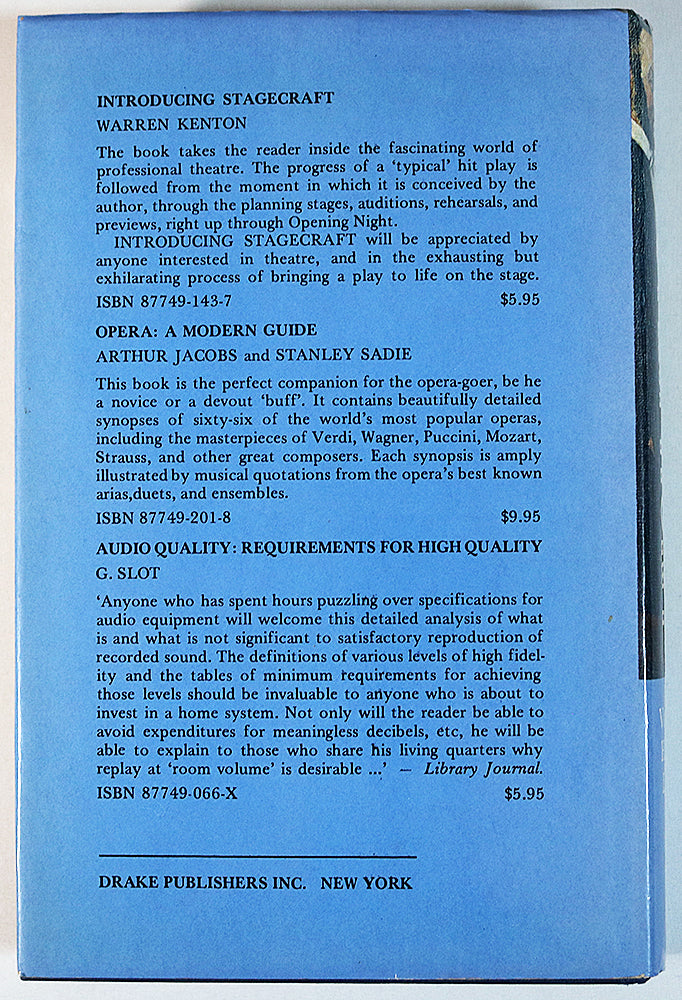 INTRODUCING STAGECRAFT
WARREN KENTON
The book takes the reader inside the fascinating world of
professional theatre. The progress of a ‘typical’ hit play is
followed from the moment in which it is conceived by the
author, through the planning stages, auditions, rehearsals, and
previews, right up through Opening Night.
INTRODUCING STAGECRAFT will be appreciated by
anyone interested in theatre, and in the exhausting but
exhilarating process of bringing a play to life on the stage.
ISBN 87749-143-7 $5.95
OPERA: A MODERN GUIDE
ARTHUR JACOBS and STANLEY SADIE
This book is the perfect companion for the opera-goer, be he
a novice or a devout ‘buff’. It contains beautifully detailed
synopses of sixty-six of the world’s most popular operas,
including the masterpieces of Verdi, Wagner, Puccini, Mozart,
Strauss, and other great composers. Each synopsis is amply
illustrated by musical quotations from the opera’s best known
arias,duets, and ensembles.
ISBN 87749-201-8 $9.95
AUDIO QUALITY: REQUIREMENTS FOR HIGH QUALITY
G. SLOT
‘Anyone who has spent hours puzzling over specifications for
audio equipment will welcome this detailed analysis of what
is and what is not significant to satisfactory reproduction of
recorded sound. The definitions of various levels of high fidel-
ity and the tables of minimum requirements for achieving
those levels should be invaluable to anyone who is about to
invest in a home system. Not only will the reader be able to
avoid expenditures for meaningless decibels, etc, he will be
able to explain to those who share his living quarters why
replay at ‘room volume’ is desirable ...’ — Library Journal.
ISBN 87749-066-X $5.95
DRAKE PUBLISHERS INC. NEW YORK